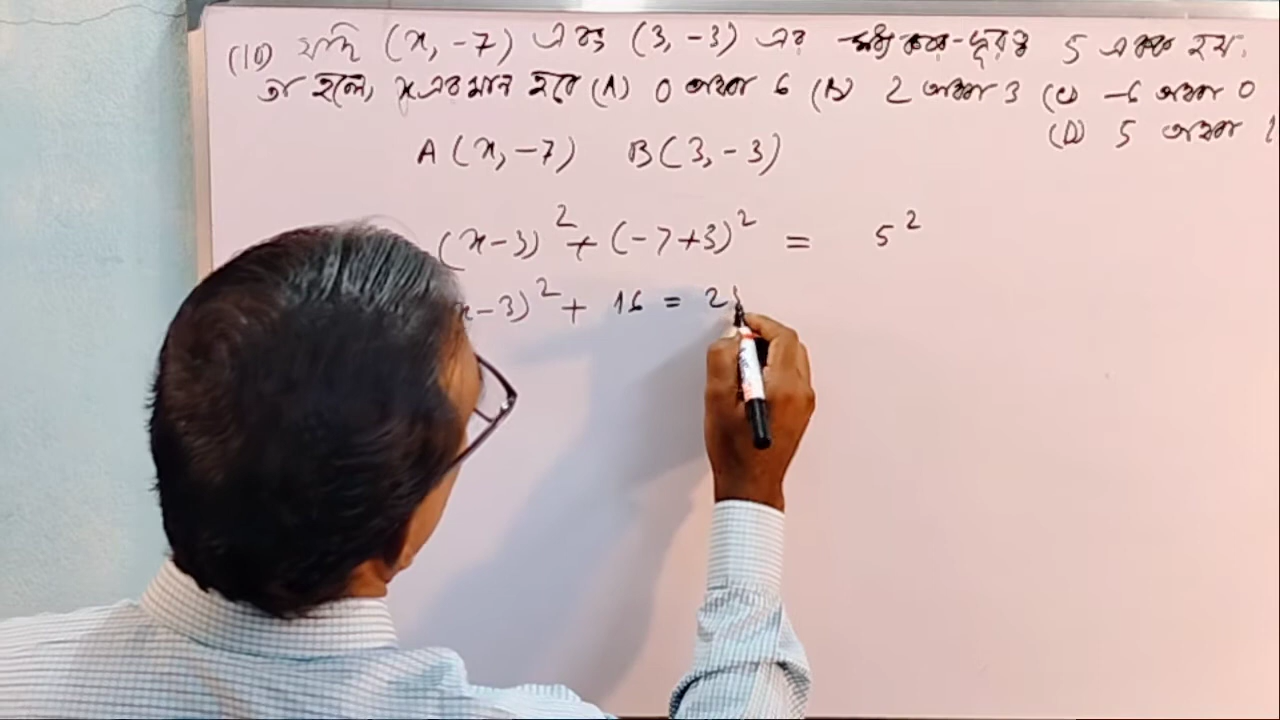 (10) যদি (x, -7) এবং (3, -3) এর মধ্যকার-দূরত্ব 5 একক হয়.
তা হলে, x এর মান হবে (A) 0 অথবা 6 (B) 2 অথবা 3 (C) -6 অথবা 0
(D) 5 অথবা
A (x, -7) B (3, -3)
(x-3)² + (-7+3)² = 5²
x-3)² + 16 = 2